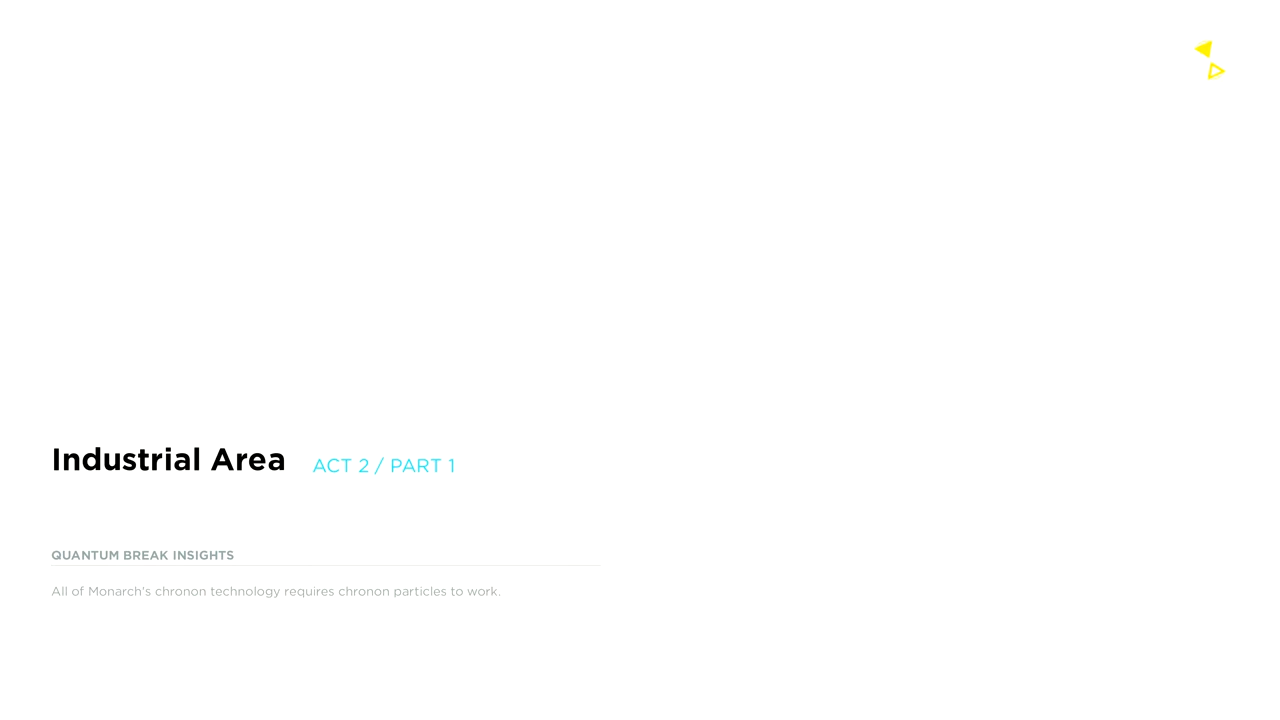 Industrial Area ACT 2 / PART 1
QUANTUM BREAK INSIGHTS
All of Monarch's chronon technology requires chronon particles to work.